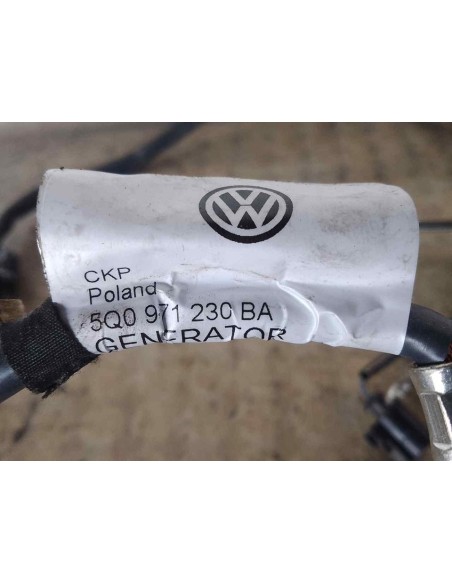 CKP
Poland
5Q0 971 230 BA
GENERATOR